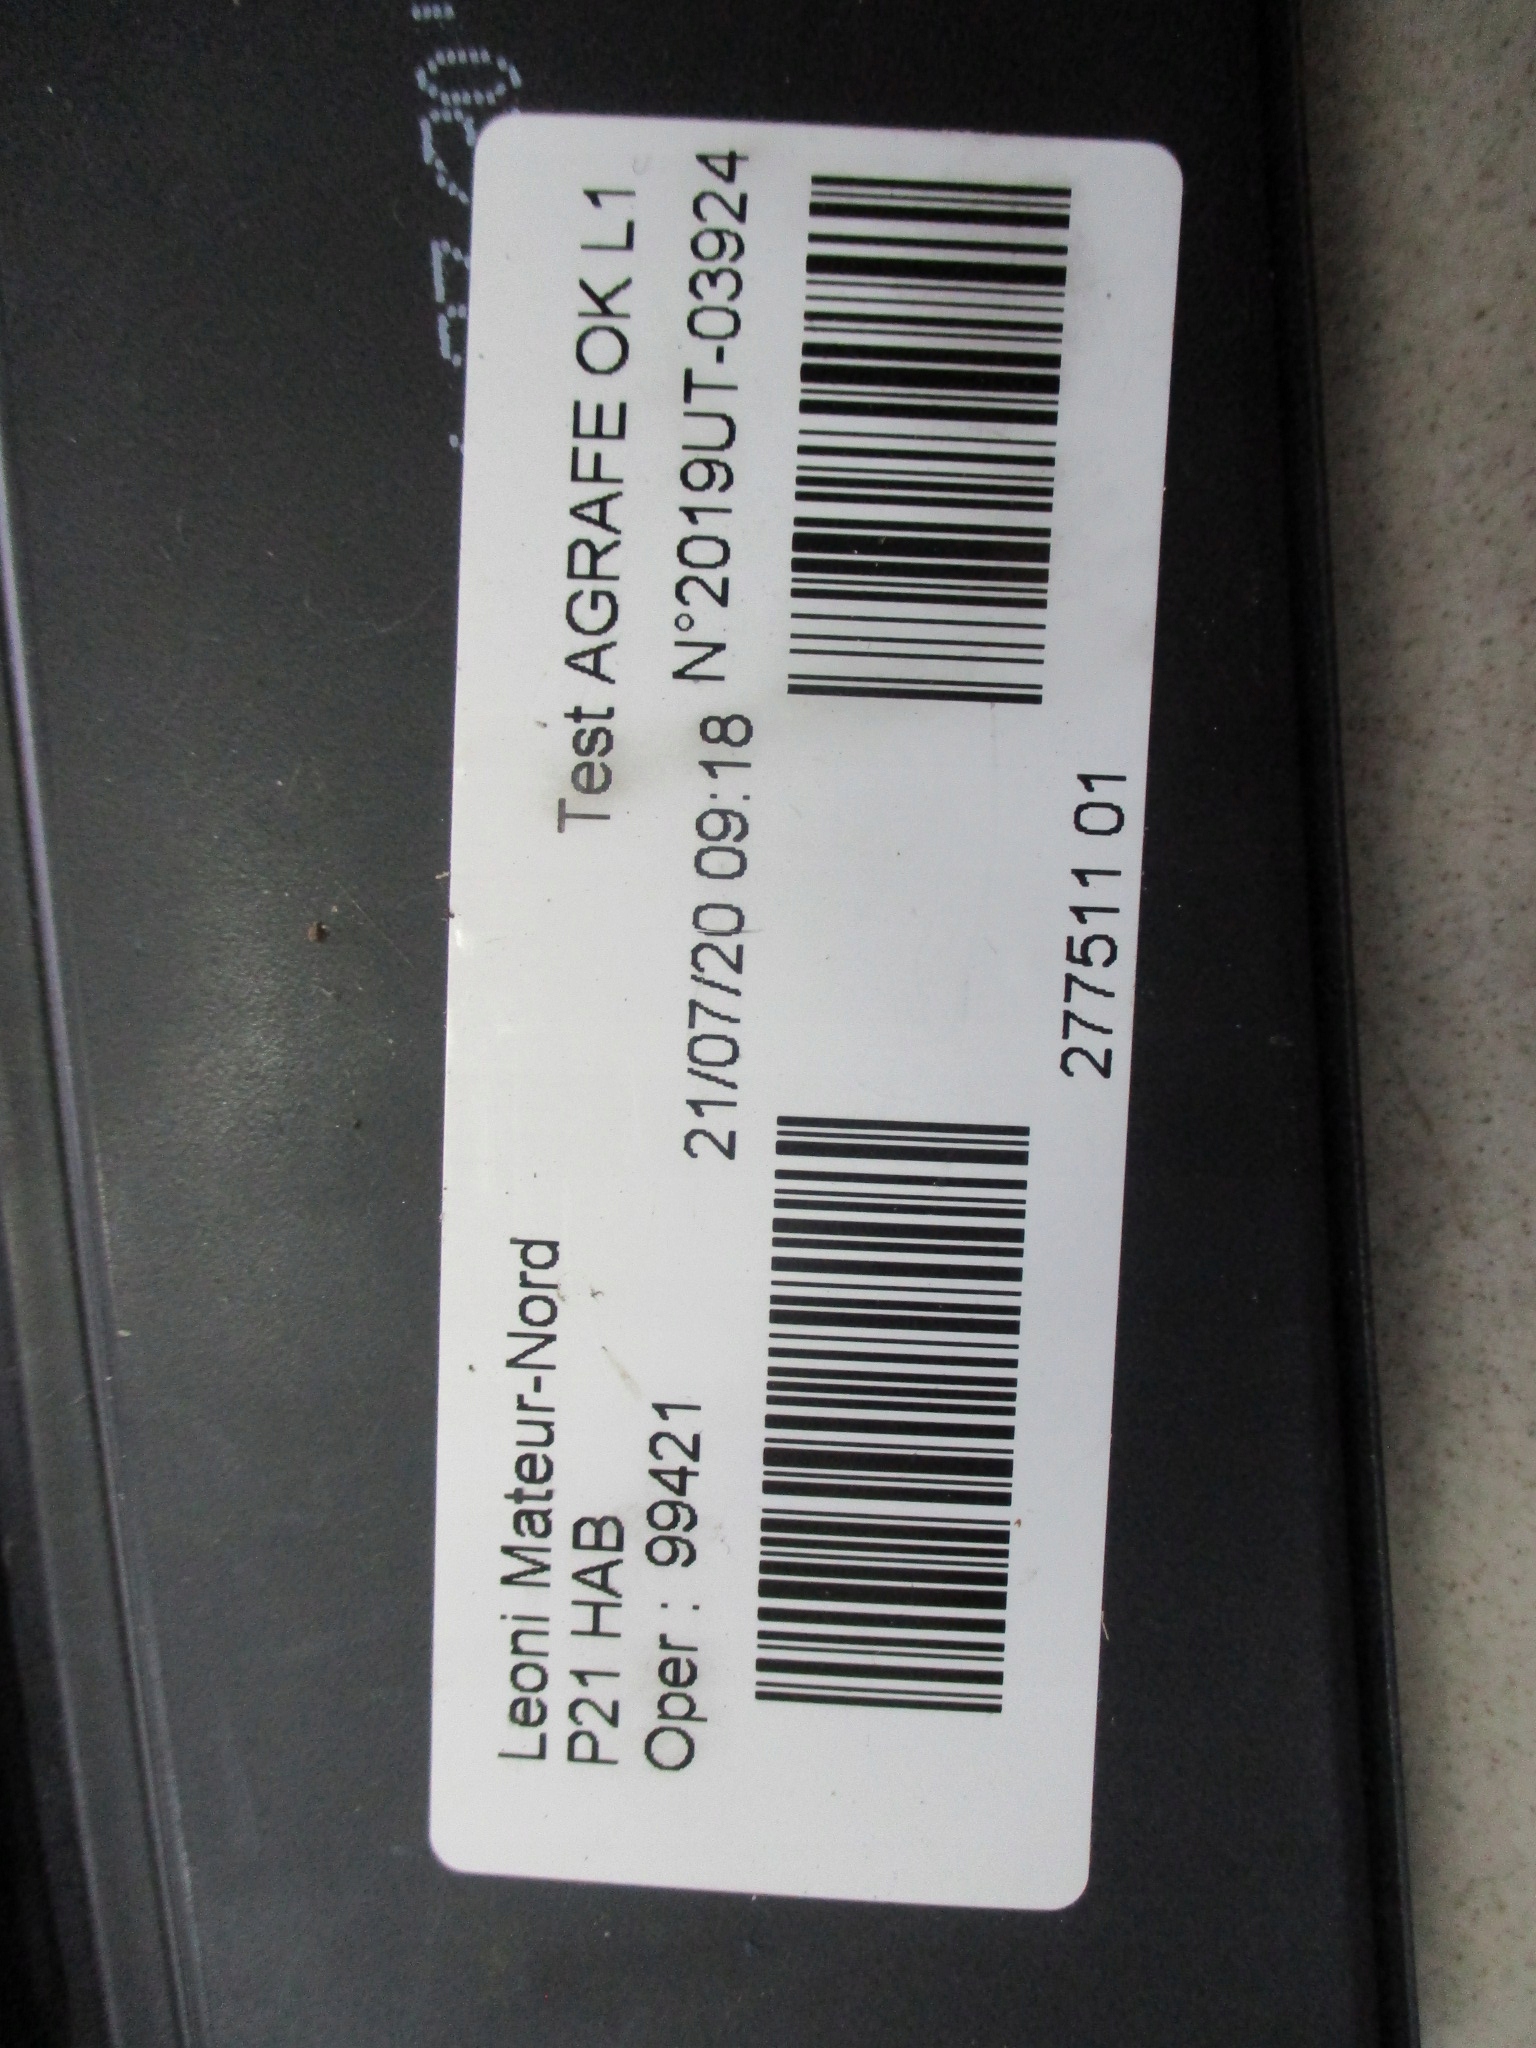 Leoni Mateur-Nord
P21 HAB
Test AGRAFE OK L1
Oper : 99421
21/07/20 09:18 N°2019UT-03924
277511 01